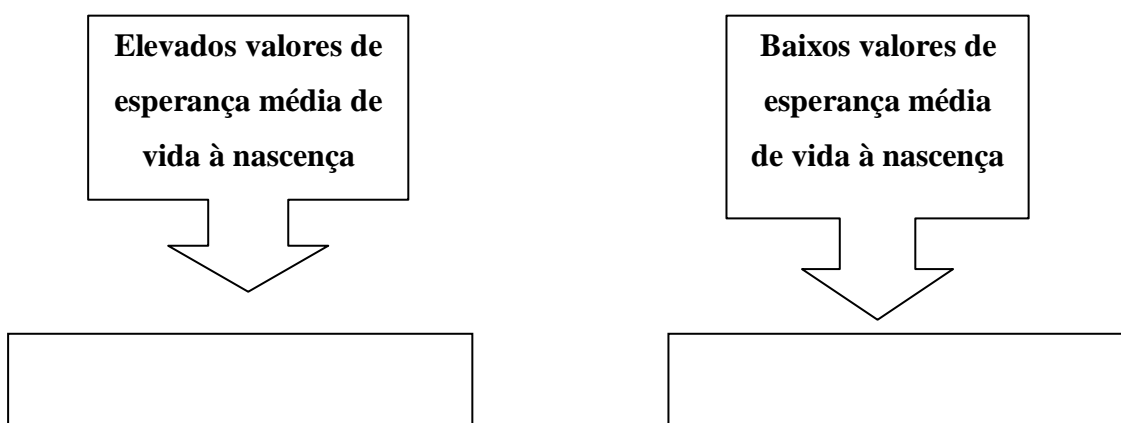 Elevados valores de
esperança média de
vida à nascença
Baixos valores de
esperança média
de vida à nascença